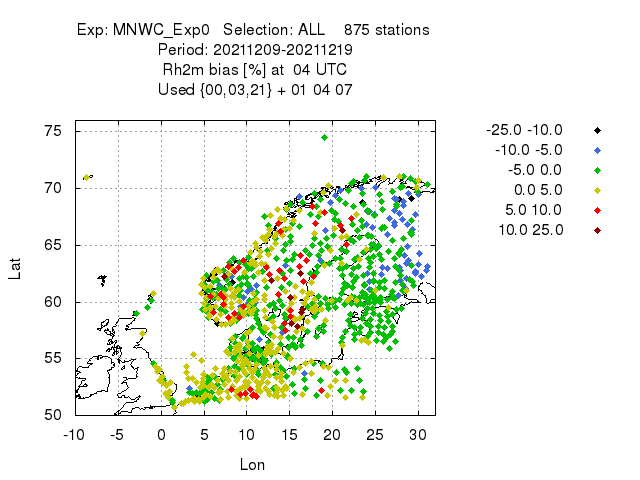 Exp: MNWC_Exp0 Selection: ALL 875 stations
Period: 20211209-20211219
Rh2m bias [%] at 04 UTC
Used {00,03,21} + 01 04 07
-25.0 -10.0
-10.0 -5.0
-5.0 0.0
0.0 5.0
5.0 10.0
10.0 25.0
Lat
75
70
65
60
55
50
-10 -5 0 5 10 15 20 25 30
Lon